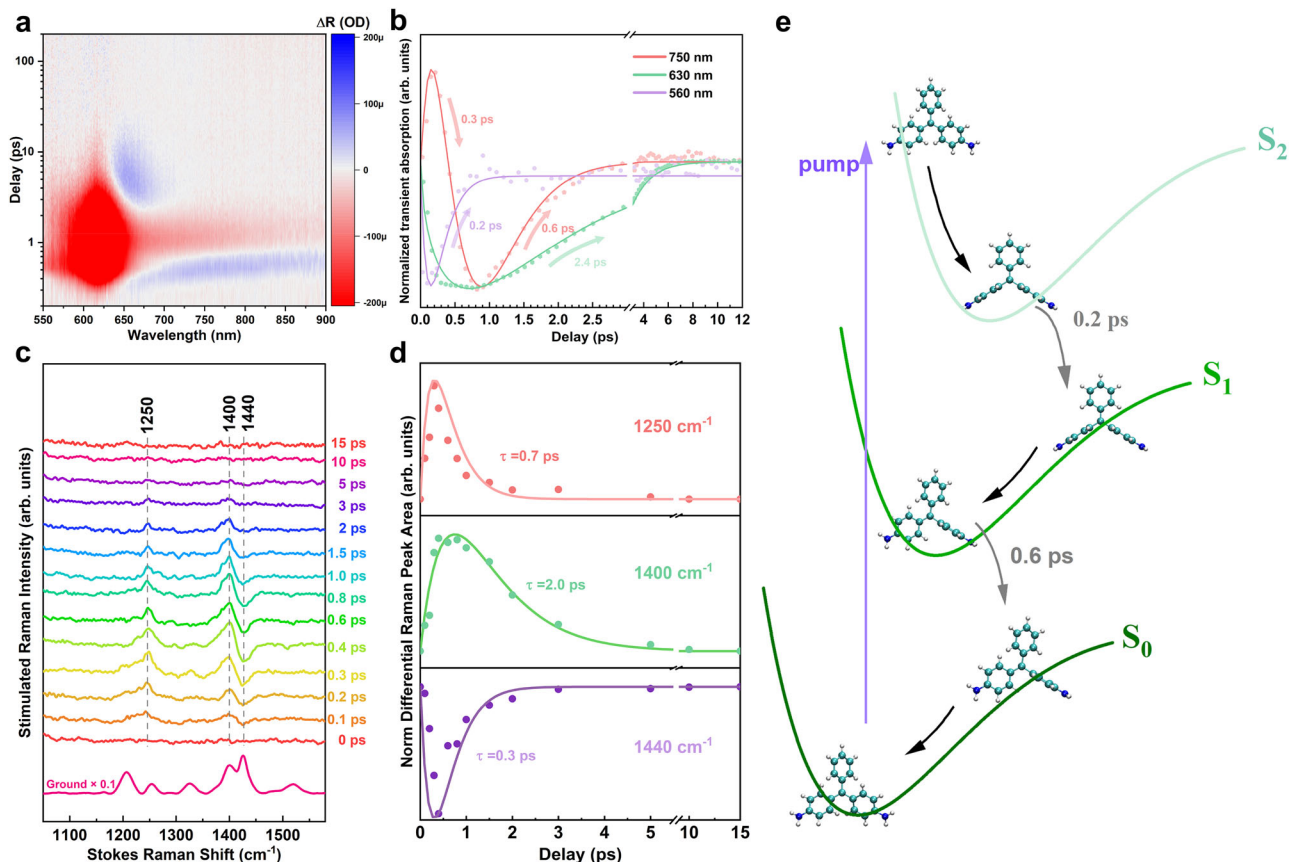 a
ΔR (OD)
200μ
100μ
0
-100μ
-200μ
100
10
1
Delay (ps)
550 600 650 700 750 800 850 900
Wavelength (nm)
b
750 nm
630 nm
560 nm
0.3 ps
0.2 ps
0.6 ps
2.4 ps
Normalized transient absorption (arb. units)
0.0 0.5 1.0 1.5 2.0 2.5 3.0 4 6 8 10 12
Delay (ps)
c
1250
1400
1440
15 ps
10 ps
5 ps
3 ps
2 ps
1.5 ps
1.0 ps
0.8 ps
0.6 ps
0.4 ps
0.3 ps
0.2 ps
0.1 ps
0 ps
Ground × 0.1
Stimulated Raman Intensity (arb. units)
1100 1200 1300 1400 1500
Stokes Raman Shift (cm⁻¹)
d
1250 cm⁻¹
τ =0.7 ps
1400 cm⁻¹
τ =2.0 ps
1440 cm⁻¹
τ =0.3 ps
Norm Differential Raman Peak Area (arb. units)
0 1 2 3 4 5 10 15
Delay (ps)
e
pump
S₂
0.2 ps
S₁
0.6 ps
S₀